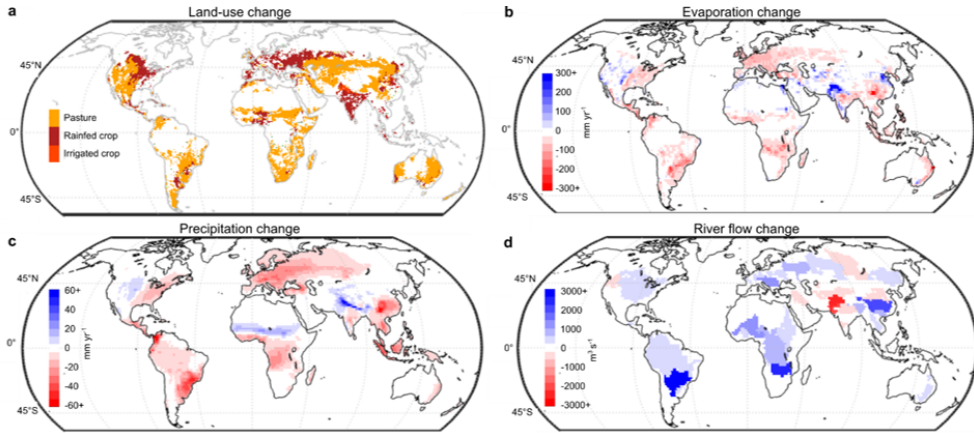 a
Land-use change
45°N
0°
45°S
Pasture
Rainfed crop
Irrigated crop
b
Evaporation change
45°N
0°
45°S
300+
200
100
0
-100
-200
-300+
mm yr⁻¹
c
Precipitation change
45°N
0°
45°S
60+
40
20
0
-20
-40
-60+
mm yr⁻¹
d
River flow change
45°N
0°
45°S
3000+
2000
1000
0
-1000
-2000
-3000+
m³ s⁻¹